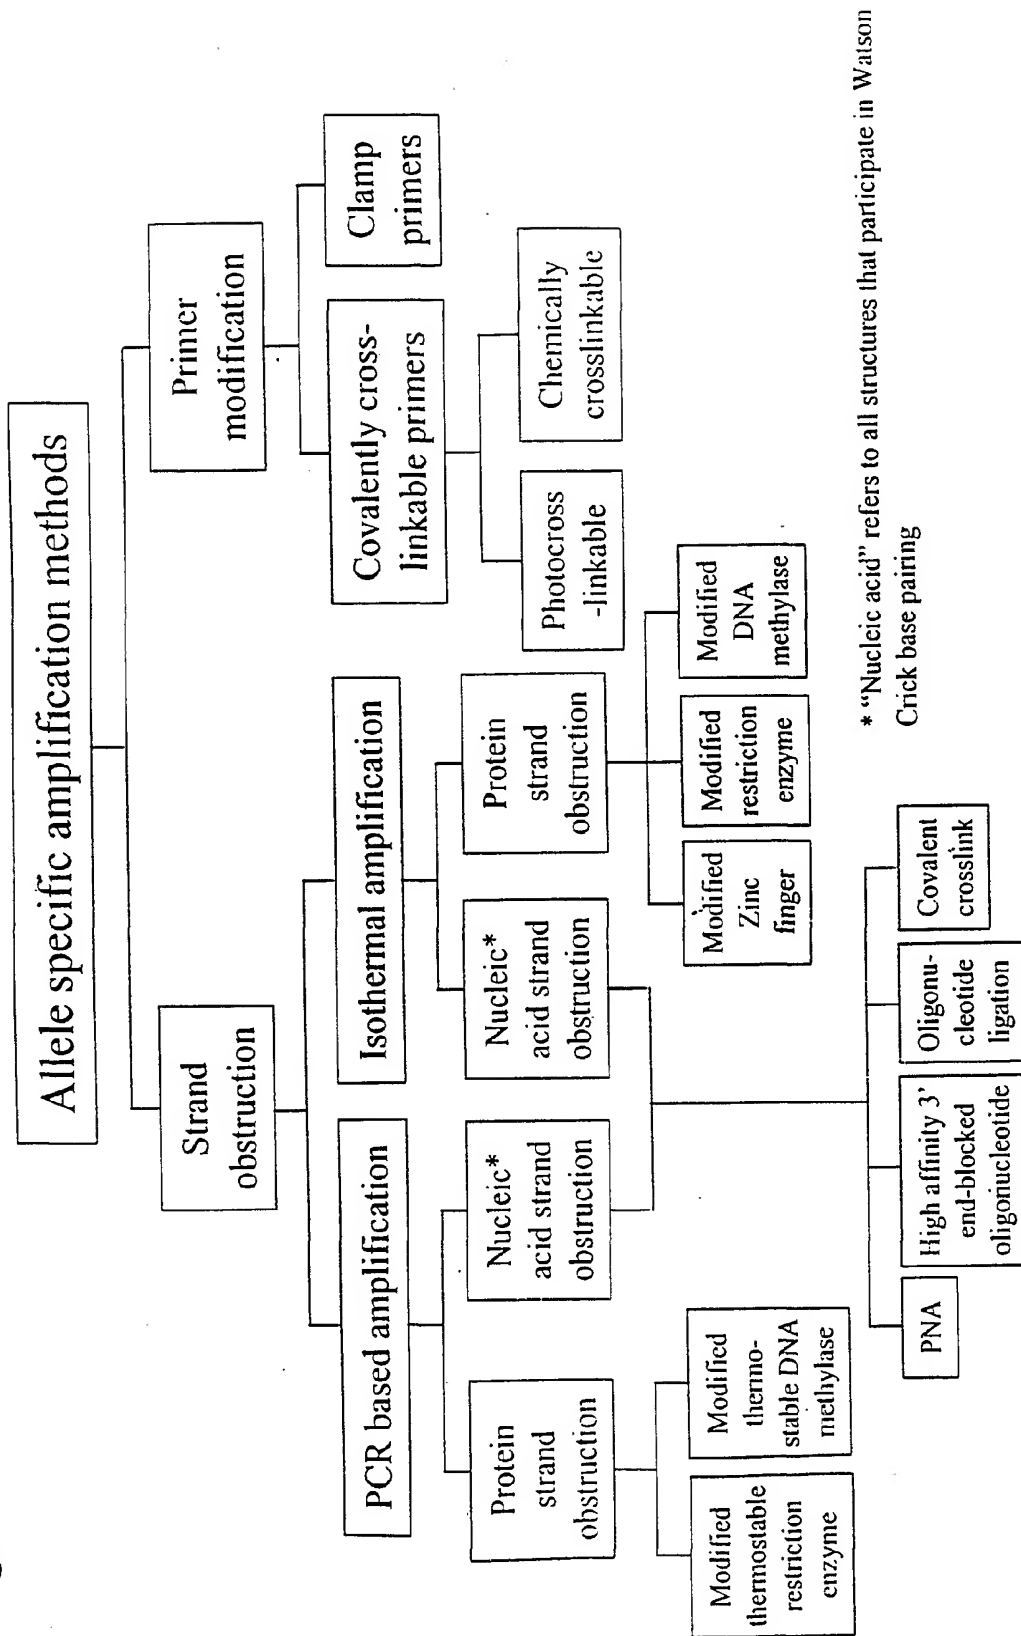 Allele specific amplification methods
Strand
obstruction
Primer
modification
PCR based amplification
Isothermal amplification
Covalently cross-
linkable primers
Clamp
primers
Protein
strand
obstruction
Nucleic*
acid strand
obstruction
Nucleic*
acid strand
obstruction
Protein
strand
obstruction
Photocross
-linkable
Chemically
crosslinkable
Modified
thermostable
restriction
enzyme
Modified
thermo-
stable DNA
methylase
Modified
Zinc
finger
Modified
restriction
enzyme
Modified
DNA
methylase
PNA
High affinity 3'
end-blocked
oligonucleotide
Oligonu-
cleotide
ligation
Covalent
crosslink
* "Nucleic acid" refers to all structures that participate in Watson
Crick base pairing